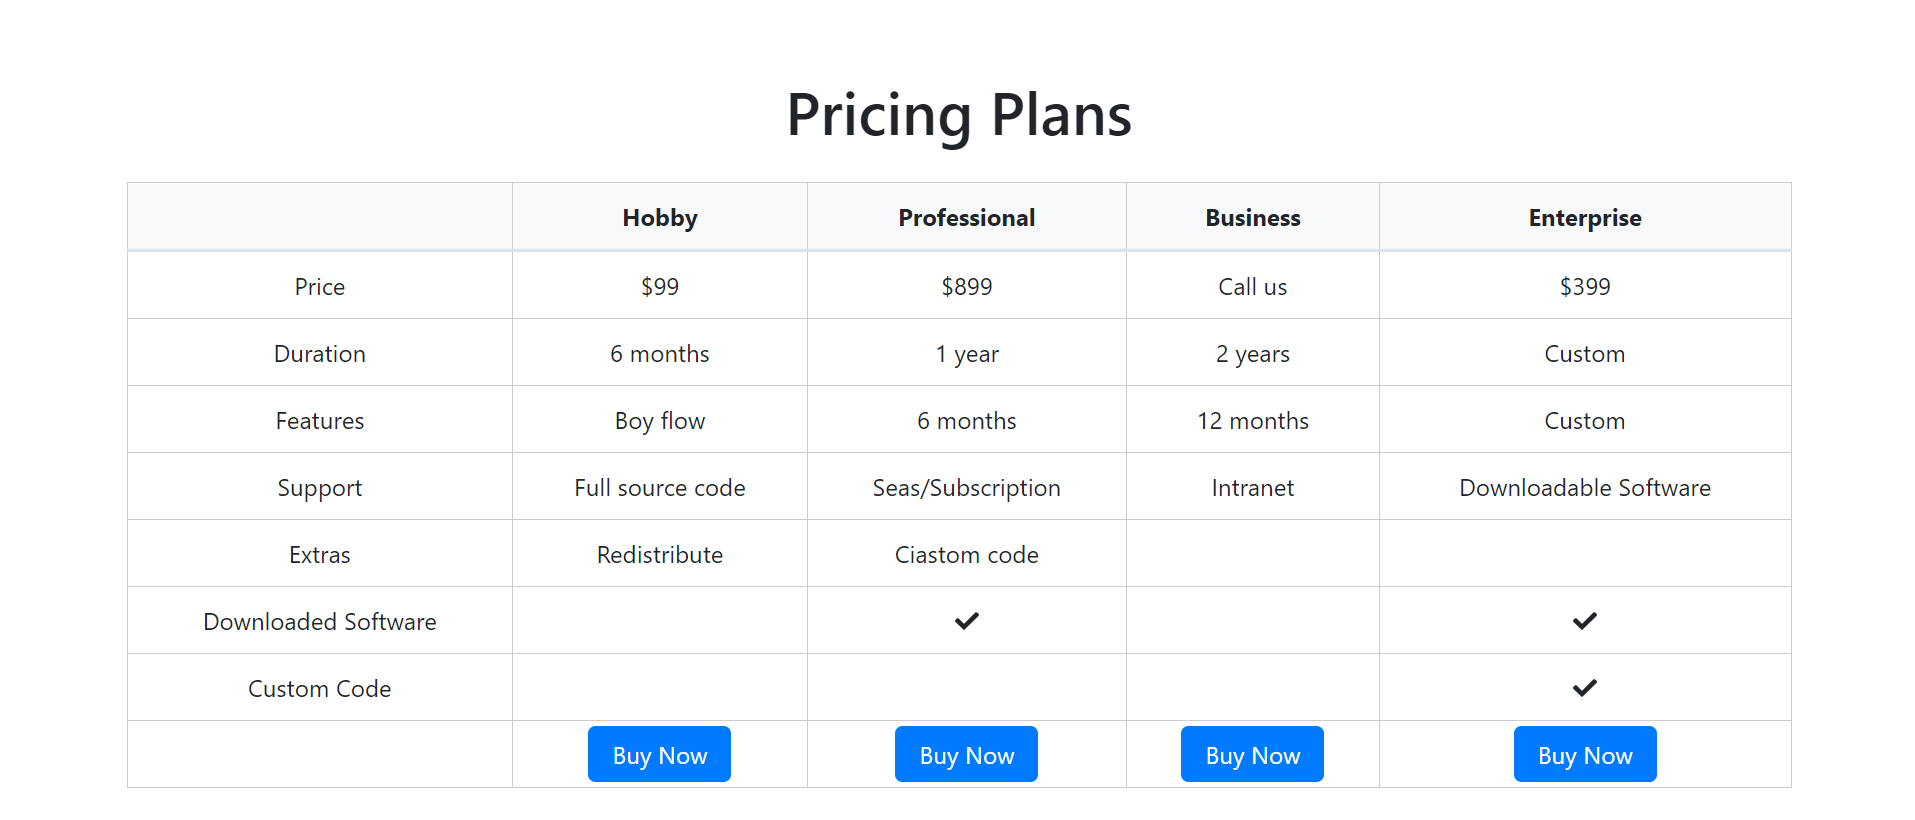 Pricing Plans
Hobby Professional Business Enterprise
Price $99 $899 Call us $399
Duration 6 months 1 year 2 years Custom
Features Boy flow 6 months 12 months Custom
Support Full source code Seas/Subscription Intranet Downloadable Software
Extras Redistribute Ciastom code
Downloaded Software ✓ ✓
Custom Code ✓
Buy Now Buy Now Buy Now Buy Now